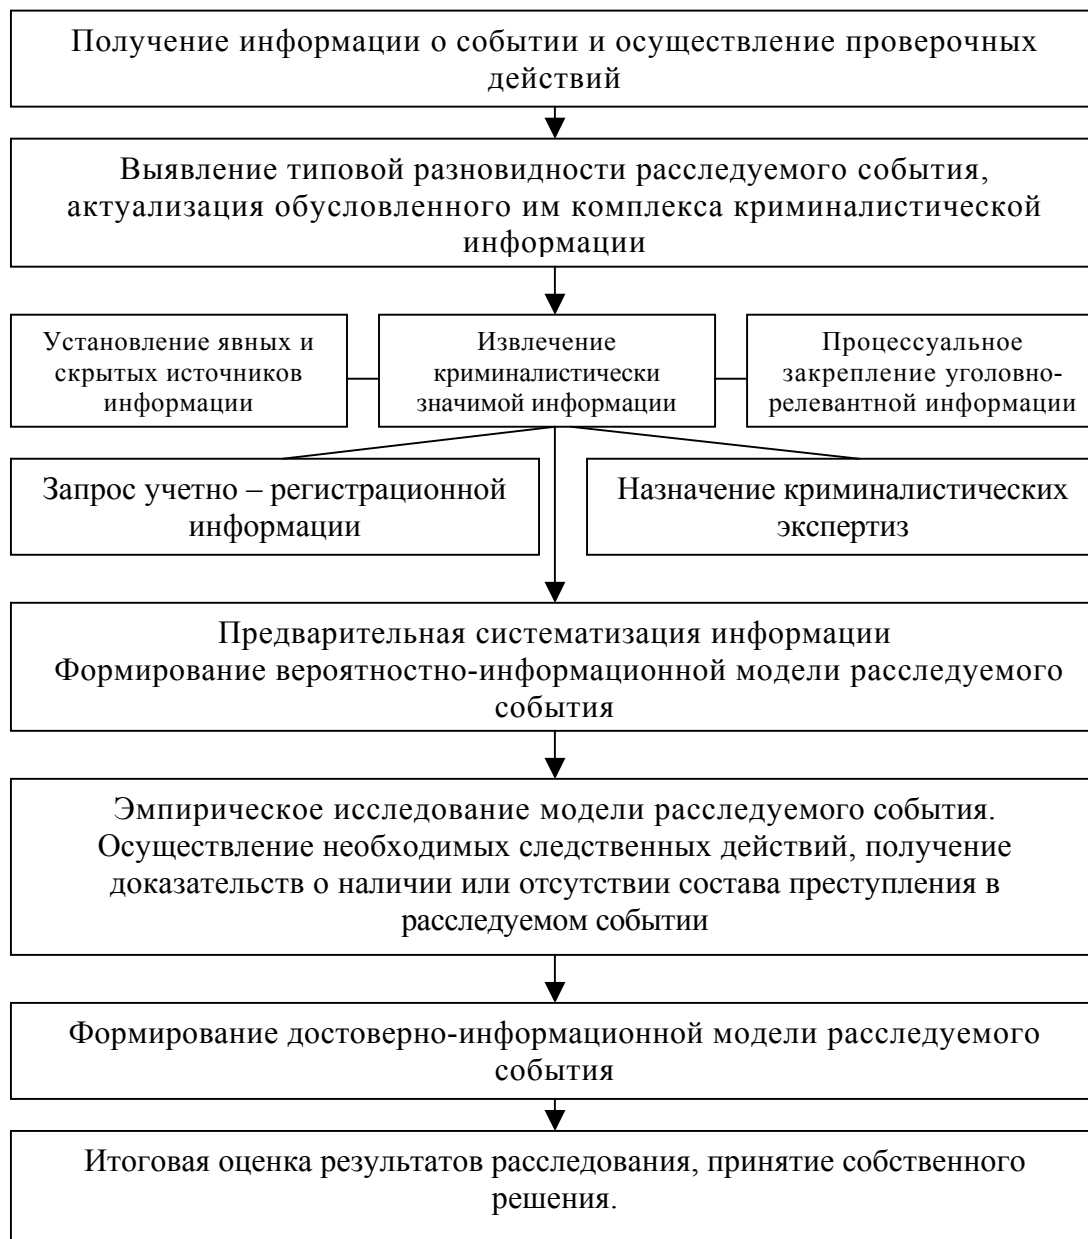 Получение информации о событии и осуществление проверочных
действий
Выявление типовой разновидности расследуемого события,
актуализация обусловленного им комплекса криминалистической
информации
Установление явных и
скрытых источников
информации
Извлечение
криминалистически
значимой информации
Процессуальное
закрепление уголовно-
релевантной информации
Запрос учетно – регистрационной
информации
Назначение криминалистических
экспертиз
Предварительная систематизация информации
Формирование вероятностно-информационной модели расследуемого
события
Эмпирическое исследование модели расследуемого события.
Осуществление необходимых следственных действий, получение
доказательств о наличии или отсутствии состава преступления в
расследуемом событии
Формирование достоверно-информационной модели расследуемого
события
Итоговая оценка результатов расследования, принятие собственного
решения.